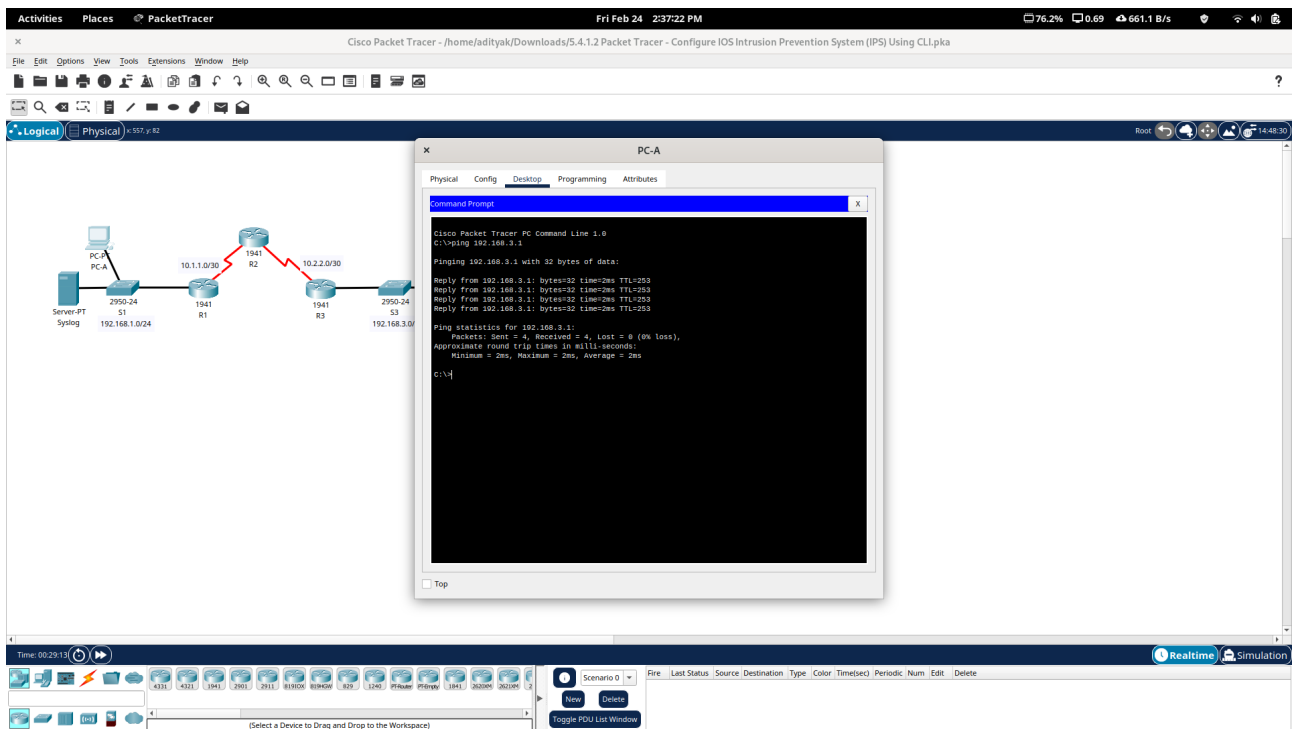 Activities Places PacketTracer Fri Feb 24 2:37:22 PM 76.2% 0.69 661.1 B/s
Cisco Packet Tracer - /home/adityak/Downloads/5.4.1.2 Packet Tracer - Configure IOS Intrusion Prevention System (IPS) Using CLI.pka
File Edit Options View Tools Extensions Window Help
?
Logical Physical x: 557, y: 82 Root 14:48:30
PC-A
Physical Config Desktop Programming Attributes
Command Prompt X
Cisco Packet Tracer PC Command Line 1.0
C:\>ping 192.168.3.1
Pinging 192.168.3.1 with 32 bytes of data:
Reply from 192.168.3.1: bytes=32 time=2ms TTL=253
Reply from 192.168.3.1: bytes=32 time=2ms TTL=253
Reply from 192.168.3.1: bytes=32 time=2ms TTL=253
Reply from 192.168.3.1: bytes=32 time=2ms TTL=253
Ping statistics for 192.168.3.1:
Packets: Sent = 4, Received = 4, Lost = 0 (0% loss),
Approximate round trip times in milli-seconds:
Minimum = 2ms, Maximum = 2ms, Average = 2ms
C:\>
Top
PC-PT
PC-A
10.1.1.0/30
1941
R2
10.2.2.0/30
Server-PT
Syslog
2950-24
S1
192.168.1.0/24
1941
R1
1941
R3
2950-24
S3
192.168.3.0/
Time: 00:29:13 Realtime Simulation
4331 4321 1941 2901 2911 819IOX 819HGW 829 1240 PT-Router PT-Empty 1841 2620XM 2621XM 2
(Select a Device to Drag and Drop to the Workspace)
Scenario 0
New Delete
Toggle PDU List Window
Fire Last Status Source Destination Type Color Time(sec) Periodic Num Edit Delete